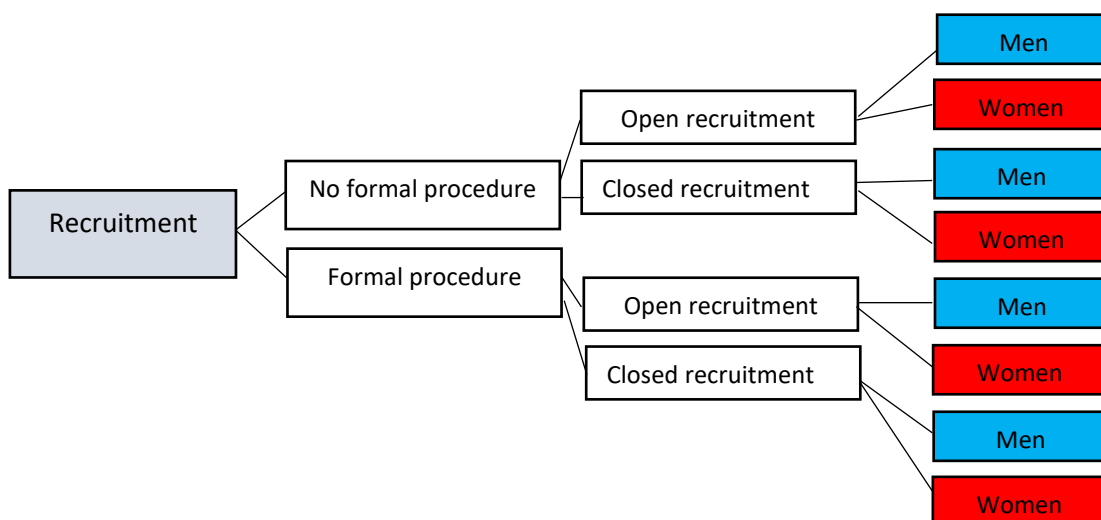 Men
Women
Open recruitment
Men
Closed recruitment
No formal procedure
Women
Recruitment
Formal procedure
Men
Open recruitment
Women
Closed recruitment
Men
Women